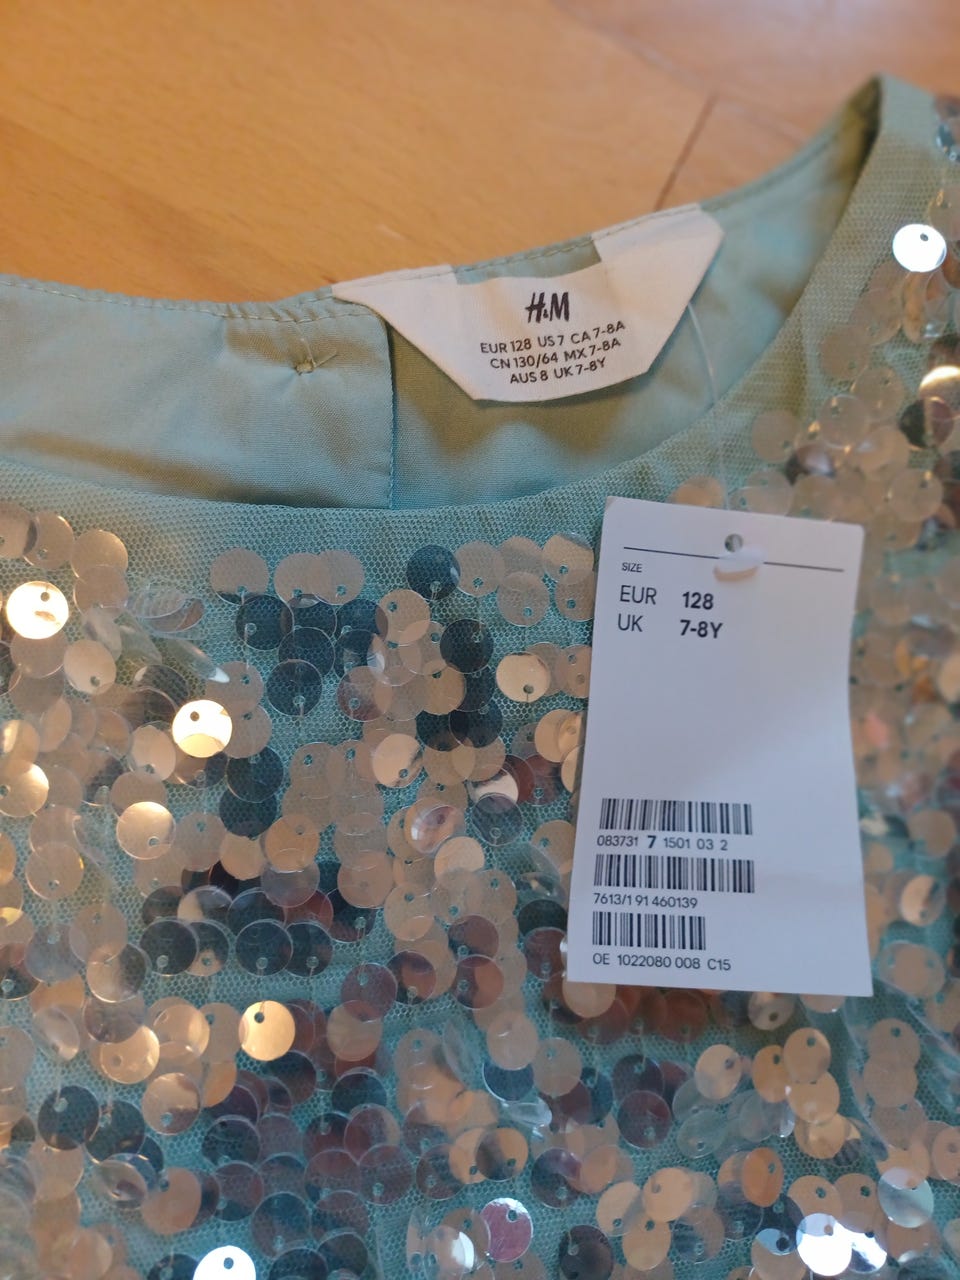 H&M
EUR 128 US 7 CA 7-8A
CN 130/64 MX 7-8A
AUS 8 UK 7-8Y
SIZE
EUR 128
UK 7-8Y
083731 7 1501 03 2
7613/1 91 460139
OE 1022080 008 C15